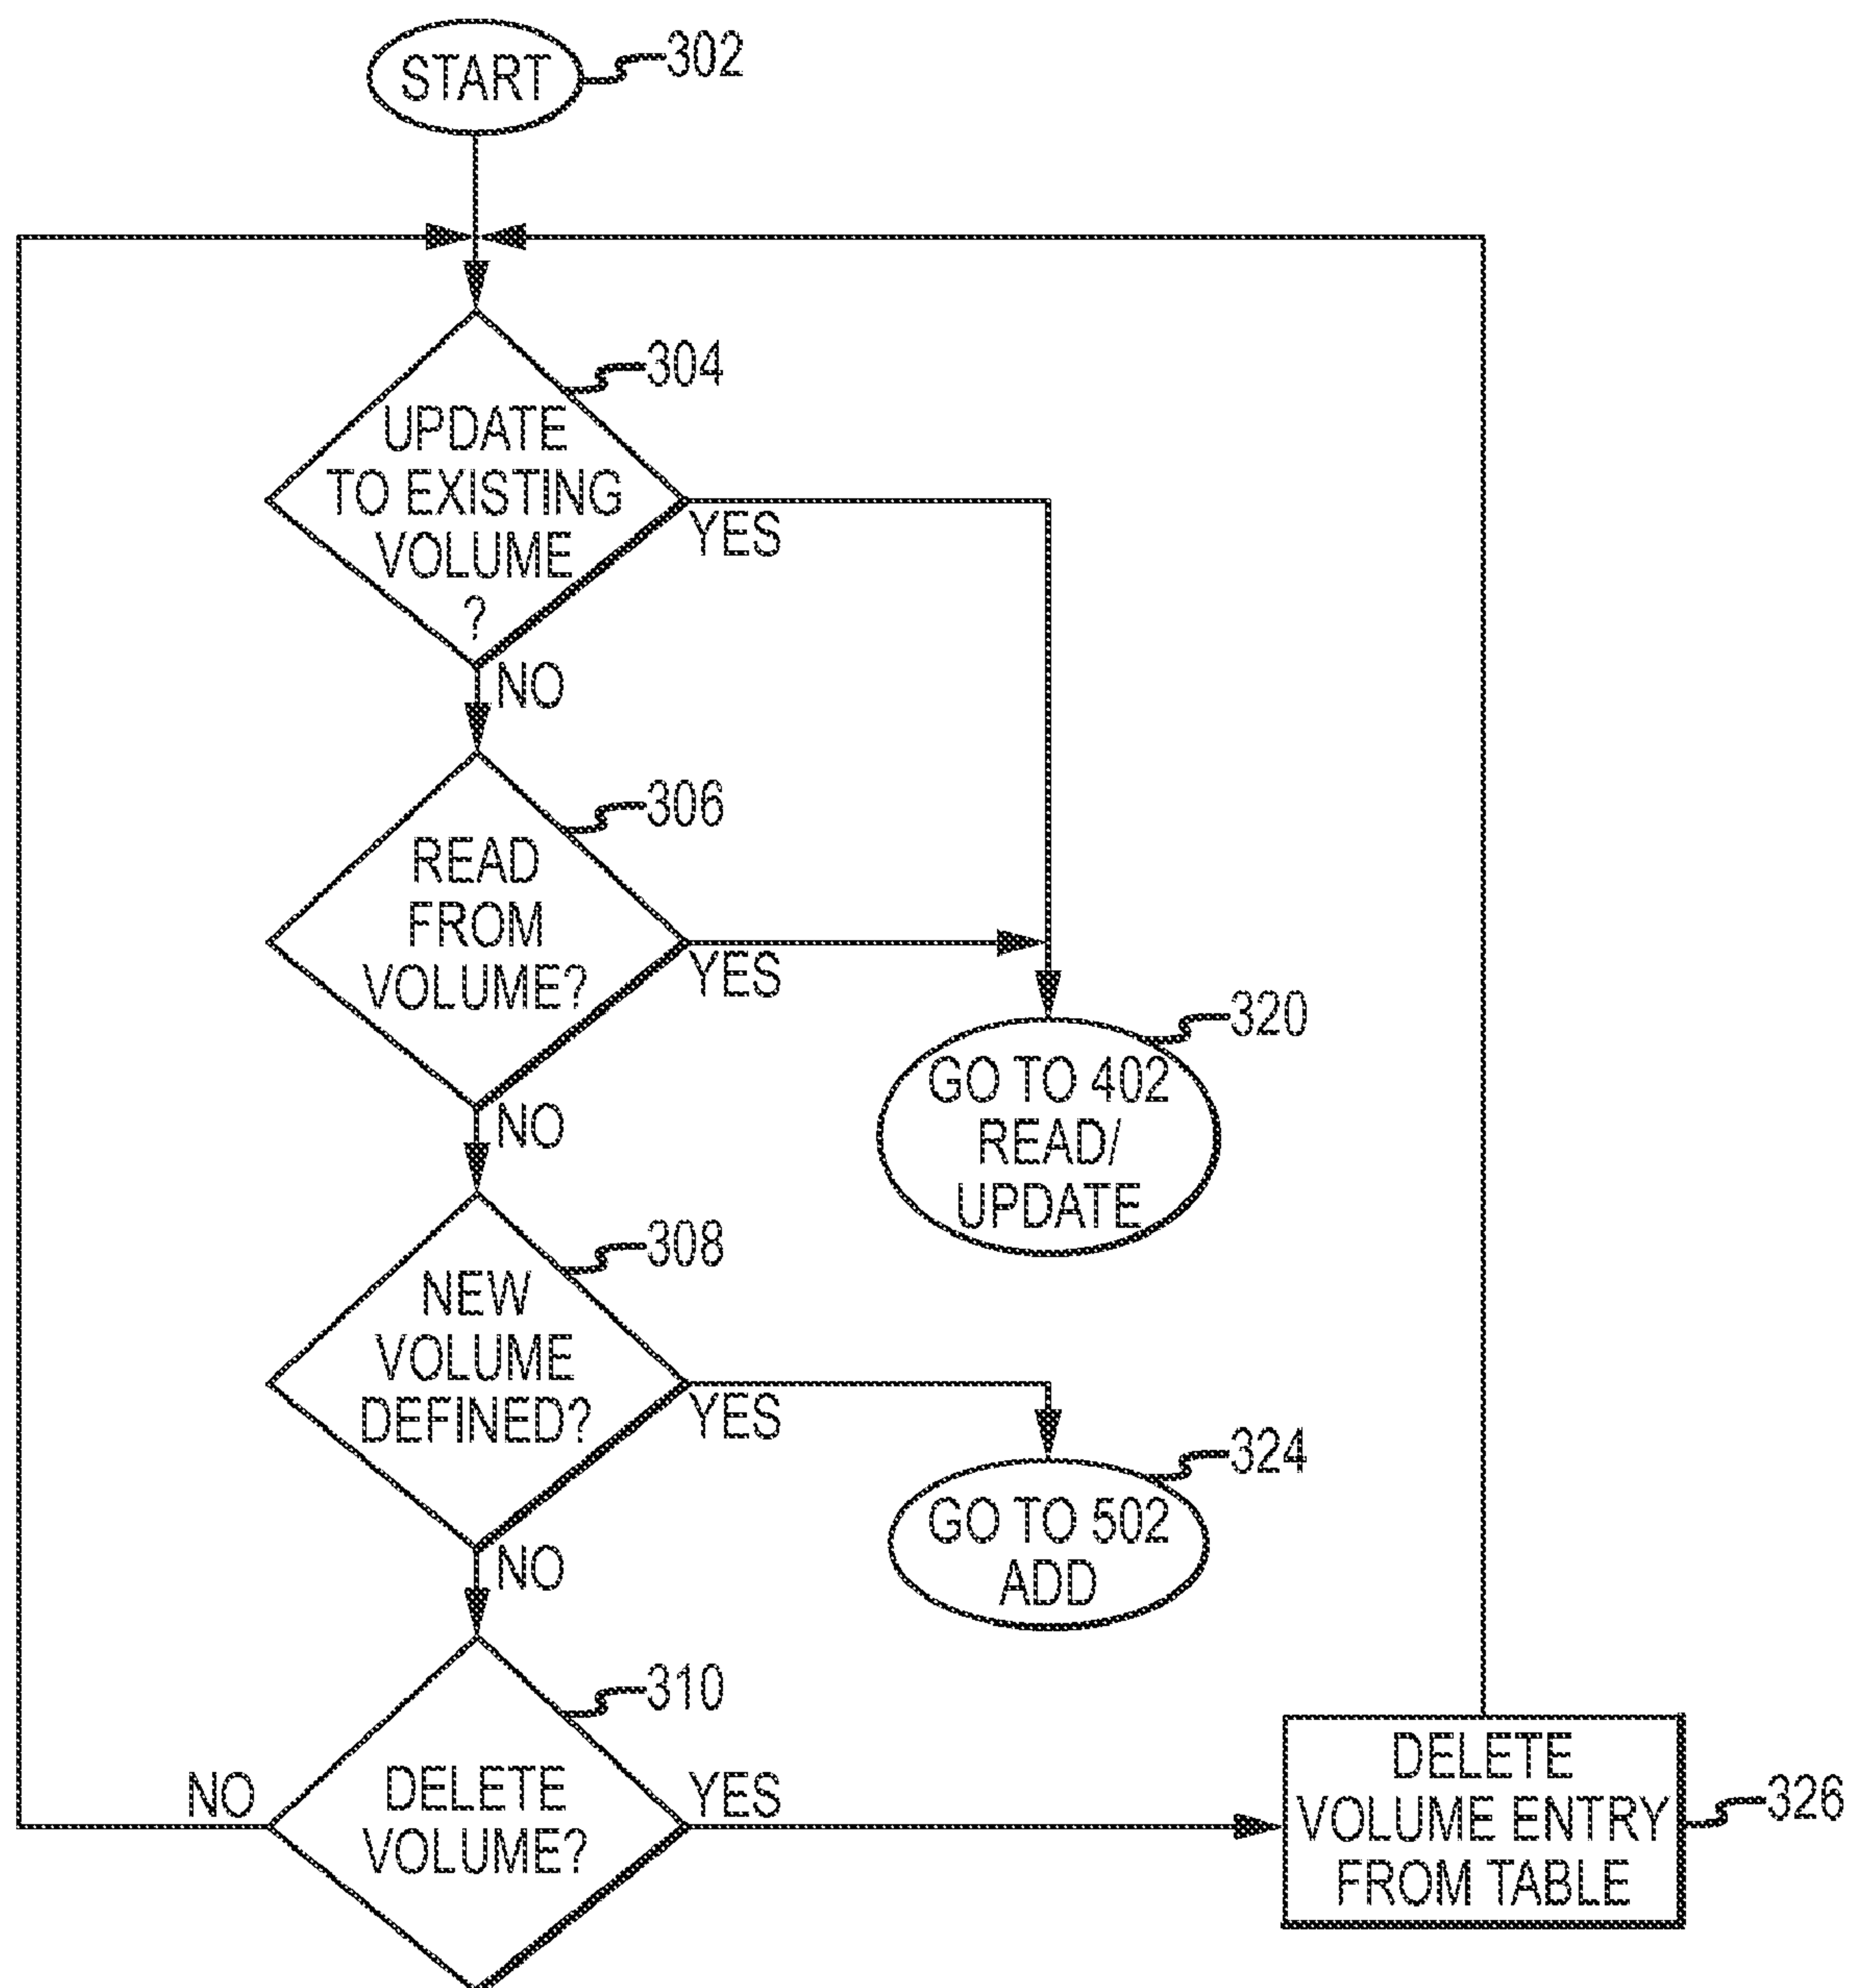 START
302
304
UPDATE
TO EXISTING
VOLUME
?
YES
NO
306
READ
FROM
VOLUME?
YES
NO
320
GO TO 402
READ/
UPDATE
308
NEW
VOLUME
DEFINED?
YES
NO
324
GO TO 502
ADD
310
DELETE
VOLUME?
NO
YES
DELETE
VOLUME ENTRY
FROM TABLE
326